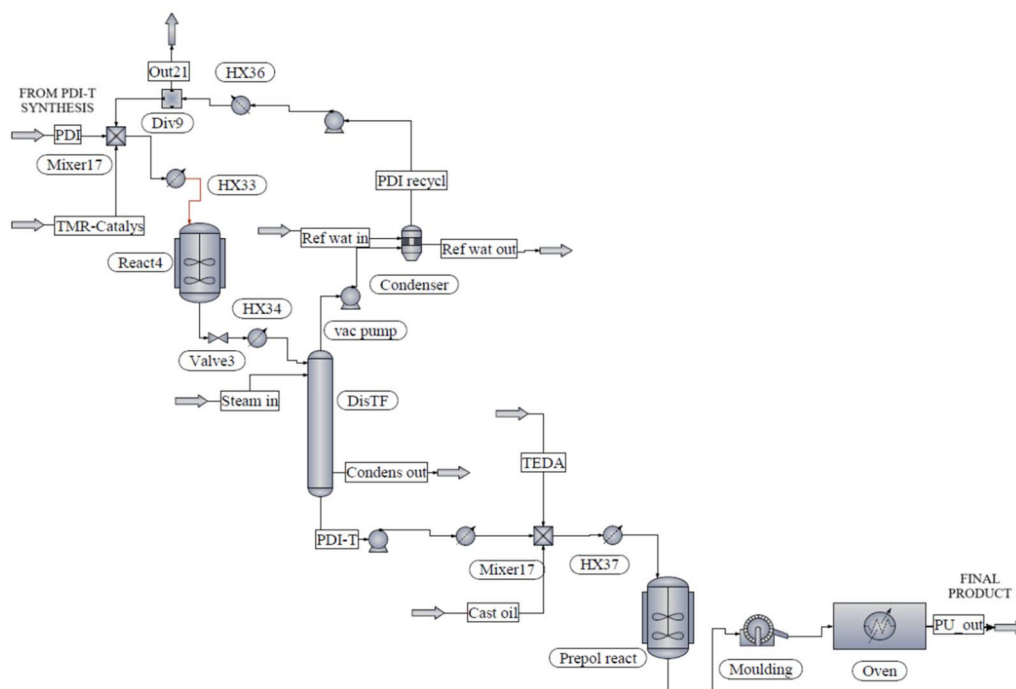 Out21
HX36
FROM PDI-T
SYNTHESIS
Div9
PDI
Mixer17
HX33
PDI recycl
TMR-Catalys
Ref wat in
Ref wat out
React4
Condenser
HX34
vac pump
Valve3
Steam in
DisTF
TEDA
Condens out
PDI-T
Mixer17
HX37
FINAL
PRODUCT
Cast oil
PU_out
Prepol react
Moulding
Oven